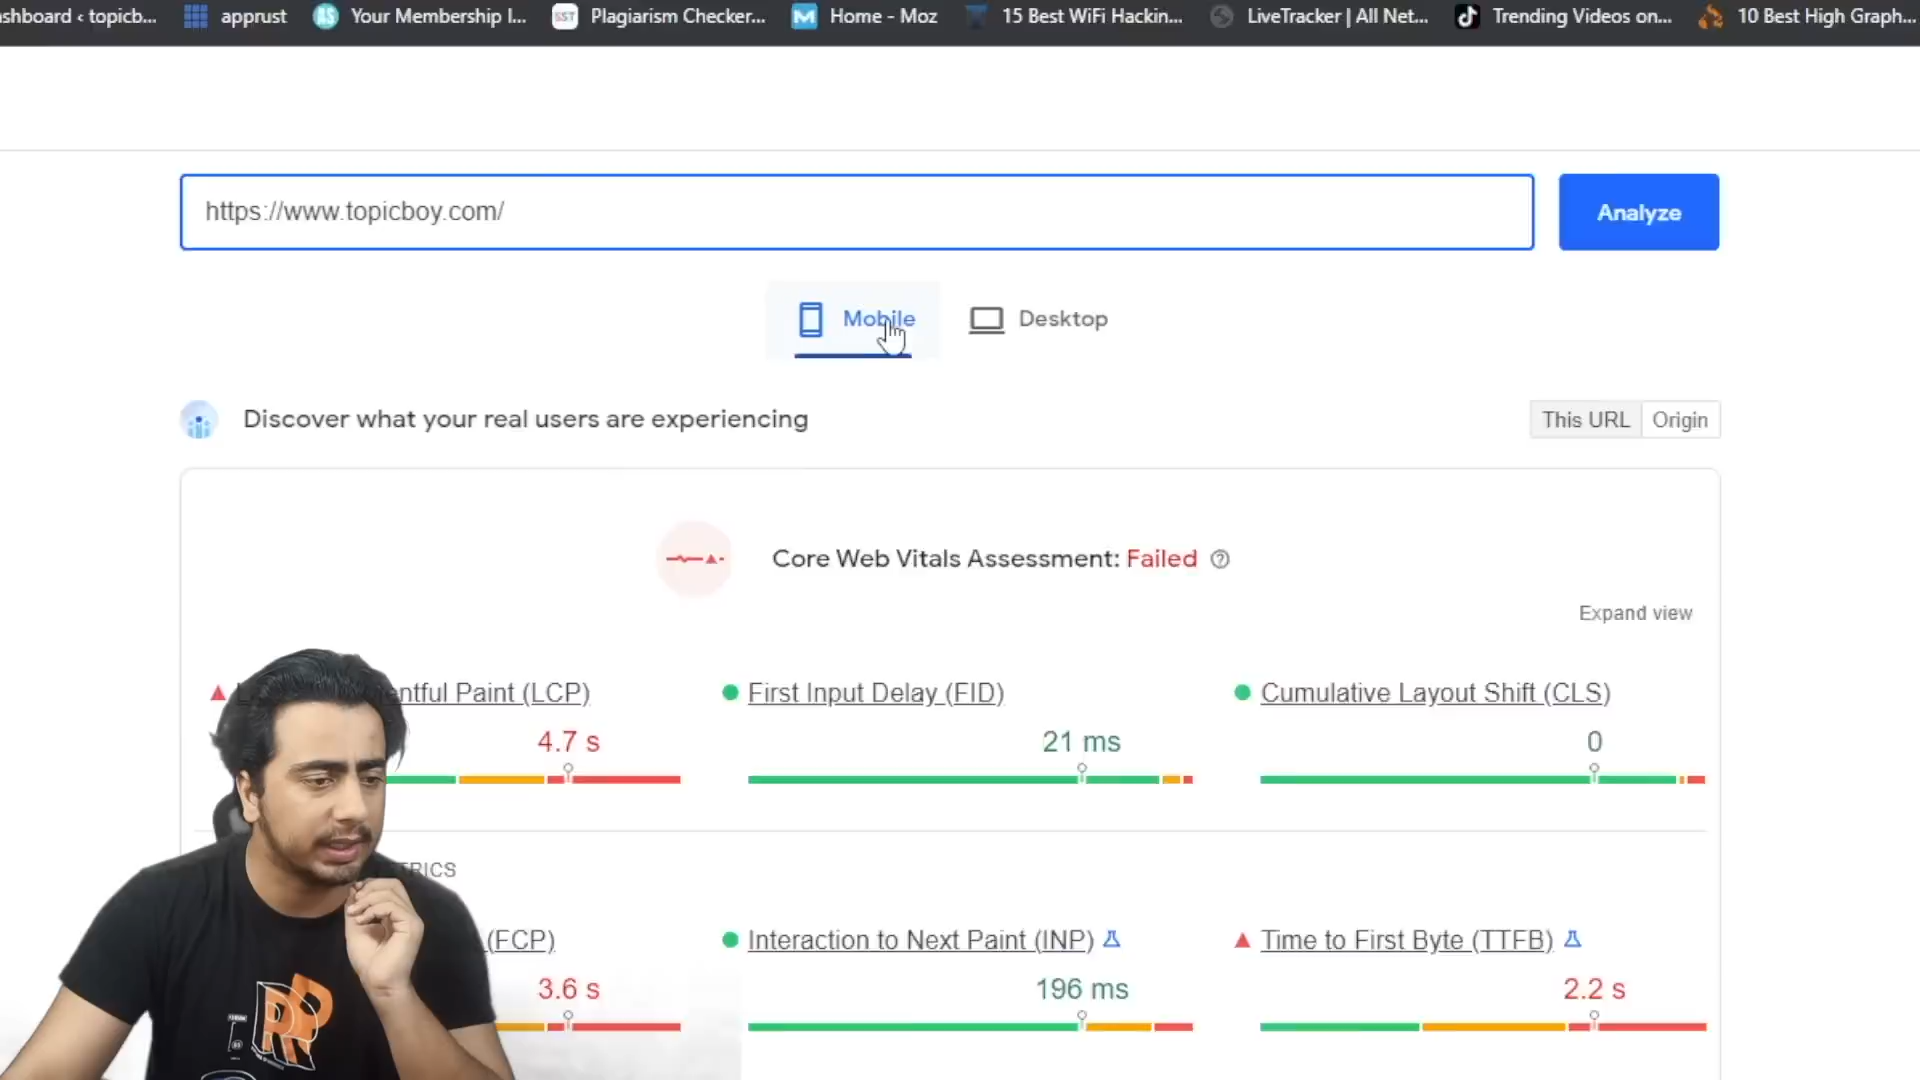 ashboard ‹ topicb... apprust Your Membership I... SST Plagiarism Checker... M Home - Moz 15 Best WiFi Hackin... LiveTracker | All Net... Trending Videos on... 10 Best High Graph...
https://www.topicboy.com/
Analyze
Mobile Desktop
Discover what your real users are experiencing
This URL Origin
Core Web Vitals Assessment: Failed
Expand view
L entful Paint (LCP) First Input Delay (FID) Cumulative Layout Shift (CLS)
4.7 s 21 ms 0
TRICS
(FCP) Interaction to Next Paint (INP) Time to First Byte (TTFB)
3.6 s 196 ms 2.2 s